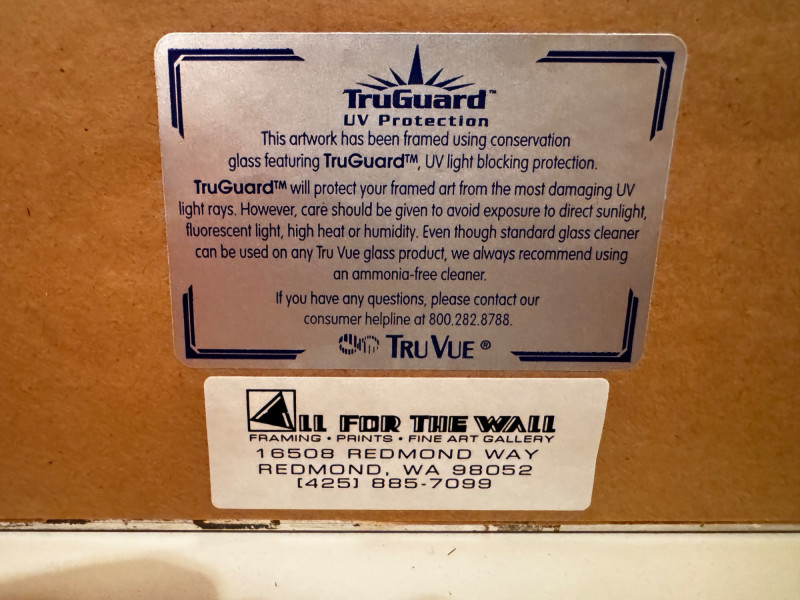 TruGuard™
UV Protection
This artwork has been framed using conservation
glass featuring TruGuard™, UV light blocking protection.
TruGuard™ will protect your framed art from the most damaging UV
light rays. However, care should be given to avoid exposure to direct sunlight,
fluorescent light, high heat or humidity. Even though standard glass cleaner
can be used on any Tru Vue glass product, we always recommend using
an ammonia-free cleaner.
If you have any questions, please contact our
consumer helpline at 800.282.8788.
TRU VUE ®
ALL FOR THE WALL
FRAMING • PRINTS • FINE ART GALLERY
16508 REDMOND WAY
REDMOND, WA 98052
(425) 885-7099